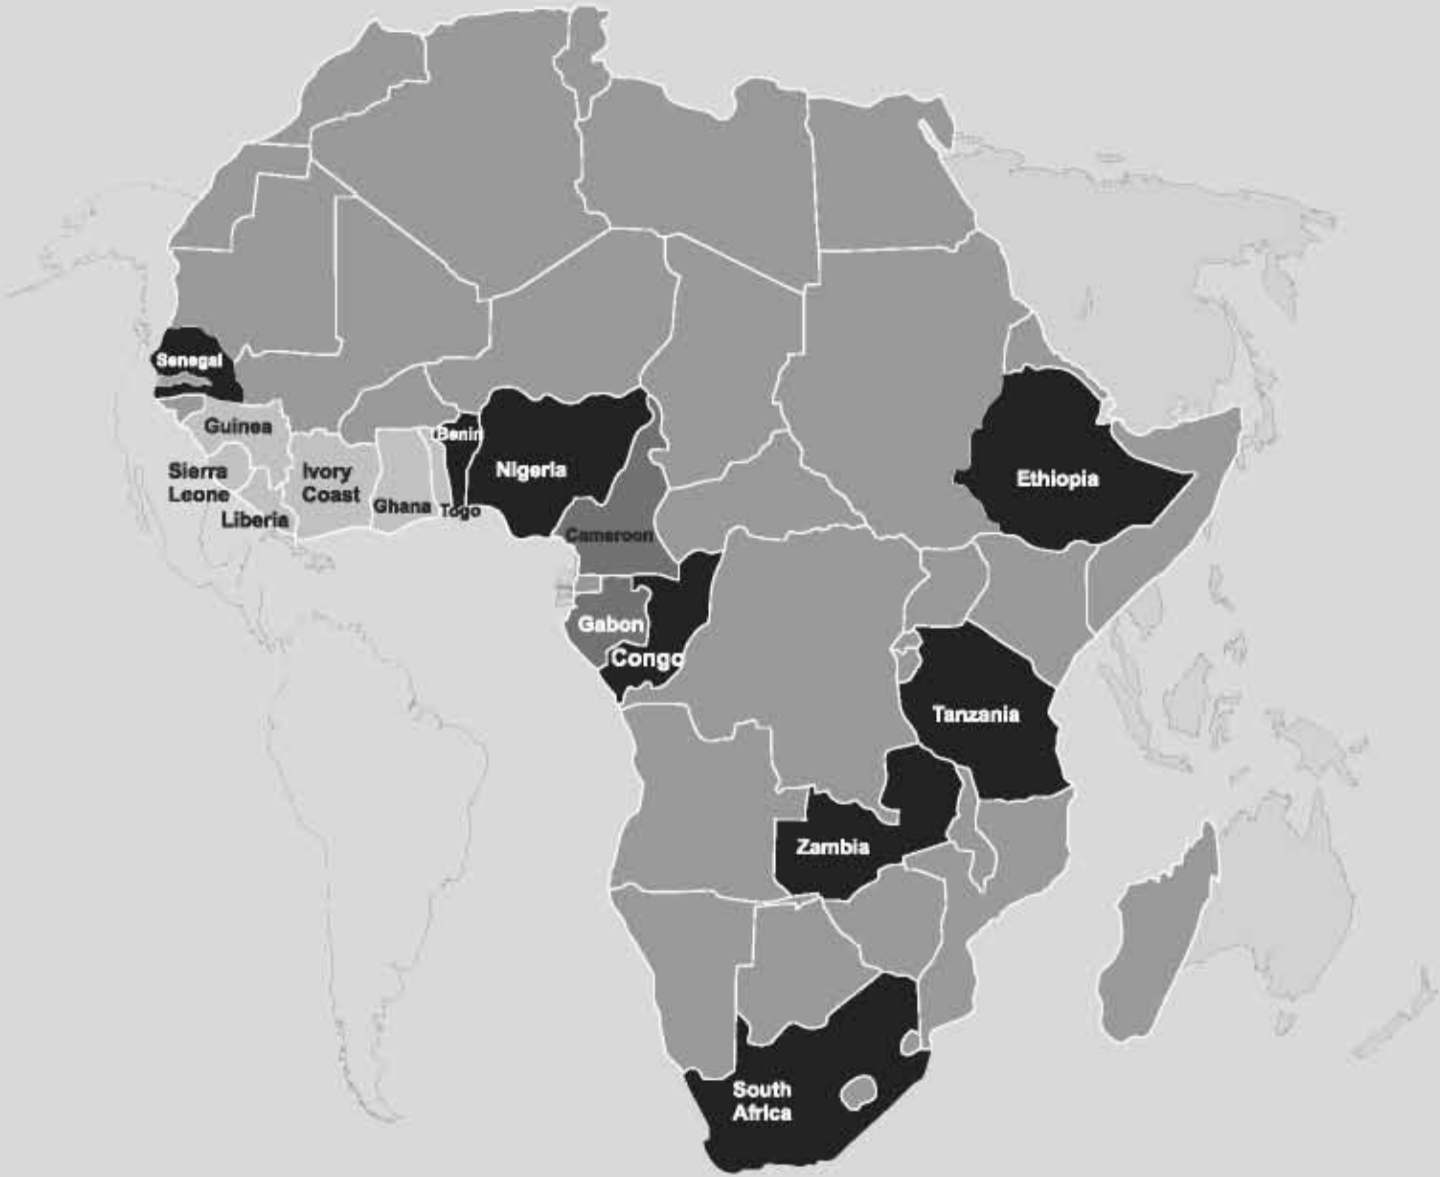 Senegal
Guinea
Sierra
Leone
Liberia
Ivory
Coast
Ghana
Togo
Benin
Nigeria
Cameroon
Gabon
Congo
Ethiopia
Tanzania
Zambia
South
Africa